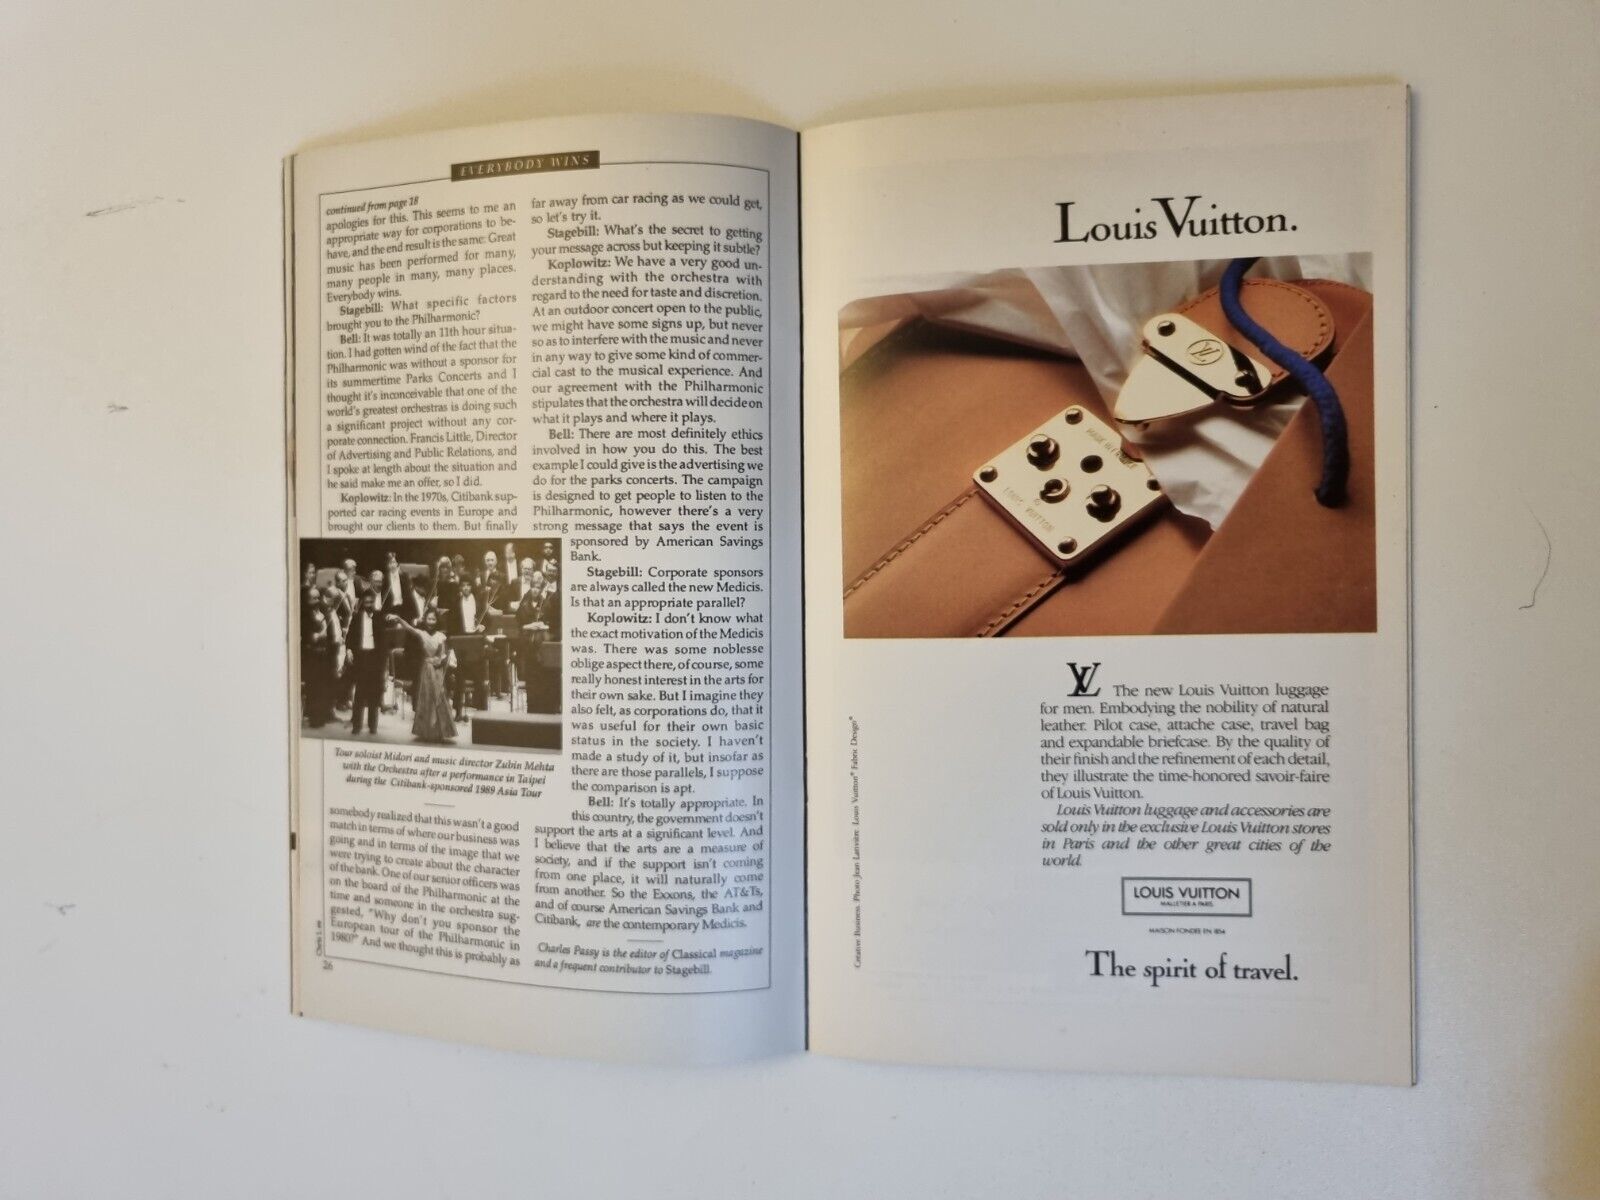 EVERYBODY WINS
continued from page 18
apologies for this. This seems to me an
appropriate way for corporations to be-
have, and the end result is the same: Great
music has been performed for many,
many people in many, many places.
Everybody wins.
Stagebill: What specific factors
brought you to the Philharmonic?
Bell: It was totally an 11th hour situa-
tion. I had gotten wind of the fact that the
Philharmonic was without a sponsor for
its summertime Parks Concerts and I
thought it's inconceivable that one of the
world's greatest orchestras is doing such
a significant project without any cor-
porate connection. Francis Little, Director
of Advertising and Public Relations, and
I spoke at length about the situation and
he said make me an offer, so I did.
Koplowitz: In the 1970s, Citibank sup-
ported car racing events in Europe and
brought our clients to them. But finally
Tour soloist Midori and music director Zubin Mehta
with the Orchestra after a performance in Taipei
during the Citibank-sponsored 1989 Asia Tour
somebody realized that this wasn't a good
match in terms of where our business was
going and in terms of the image that we
were trying to create about the character
of the bank. One of our senior officers was
on the board of the Philharmonic at the
time and someone in the orchestra sug-
gested, "Why don't you sponsor the
European tour of the Philharmonic in
1980?" And we thought this is probably as
26
far away from car racing as we could get,
so let's try it.
Stagebill: What's the secret to getting
your message across but keeping it subtle?
Koplowitz: We have a very good un-
derstanding with the orchestra with
regard to the need for taste and discretion.
At an outdoor concert open to the public,
we might have some signs up, but never
so as to interfere with the music and never
in any way to give some kind of commer-
cial cast to the musical experience. And
our agreement with the Philharmonic
stipulates that the orchestra will decide on
what it plays and where it plays.
Bell: There are most definitely ethics
involved in how you do this. The best
example I could give is the advertising we
do for the parks concerts. The campaign
is designed to get people to listen to the
Philharmonic, however there's a very
strong message that says the event is
sponsored by American Savings
Bank.
Stagebill: Corporate sponsors
are always called the new Medicis.
Is that an appropriate parallel?
Koplowitz: I don't know what
the exact motivation of the Medicis
was. There was some noblesse
oblige aspect there, of course, some
really honest interest in the arts for
their own sake. But I imagine they
also felt, as corporations do, that it
was useful for their own basic
status in the society. I haven't
made a study of it, but insofar as
there are those parallels, I suppose
the comparison is apt.
Bell: It's totally appropriate. In
this country, the government doesn't
support the arts at a significant level. And
I believe that the arts are a measure of
society, and if the support isn't coming
from one place, it will naturally come
from another. So the Exxons, the AT&Ts,
and of course American Savings Bank and
Citibank, are the contemporary Medicis.
Charles Passy is the editor of Classical magazine
and a frequent contributor to Stagebill.
Louis Vuitton.
LV
MADE IN FRANCE
LOUIS VUITTON
LV The new Louis Vuitton luggage
for men. Embodying the nobility of natural
leather. Pilot case, attache case, travel bag
and expandable briefcase. By the quality of
their finish and the refinement of each detail,
they illustrate the time-honored savoir-faire
of Louis Vuitton.
Louis Vuitton luggage and accessories are
sold only in the exclusive Louis Vuitton stores
in Paris and the other great cities of the
world.
LOUIS VUITTON
MALLETIER A PARIS
MAISON FONDEE EN 1854
The spirit of travel.
Creative Business. Photo Jean Larivière. Louis Vuitton® Fabric Design®